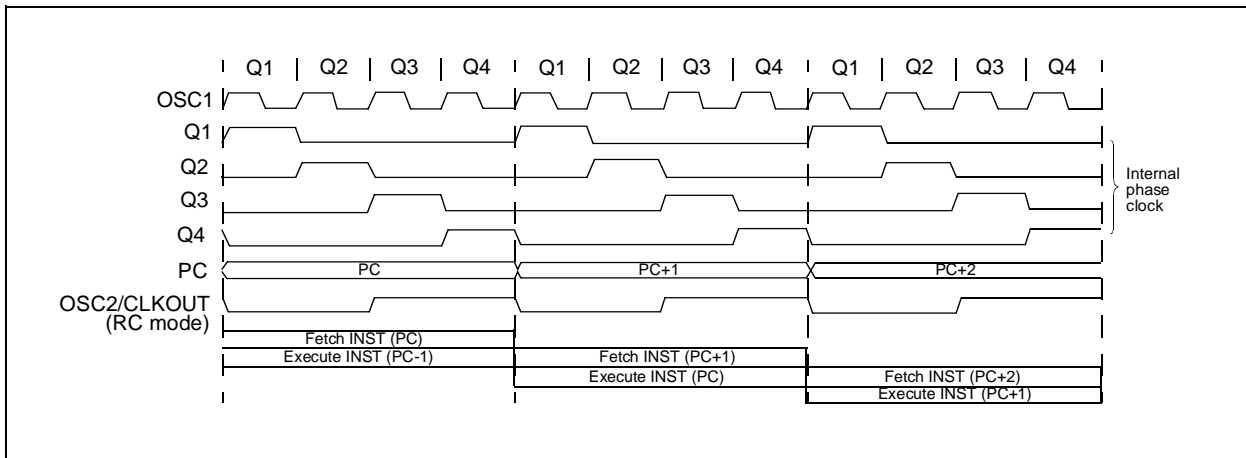 Q1 Q2 Q3 Q4 Q1 Q2 Q3 Q4 Q1 Q2 Q3 Q4
OSC1
Q1
Q2
Q3
Q4
Internal
phase
clock
PC PC PC+1 PC+2
OSC2/CLKOUT
(RC mode)
Fetch INST (PC)
Execute INST (PC-1) Fetch INST (PC+1)
Execute INST (PC) Fetch INST (PC+2)
Execute INST (PC+1)